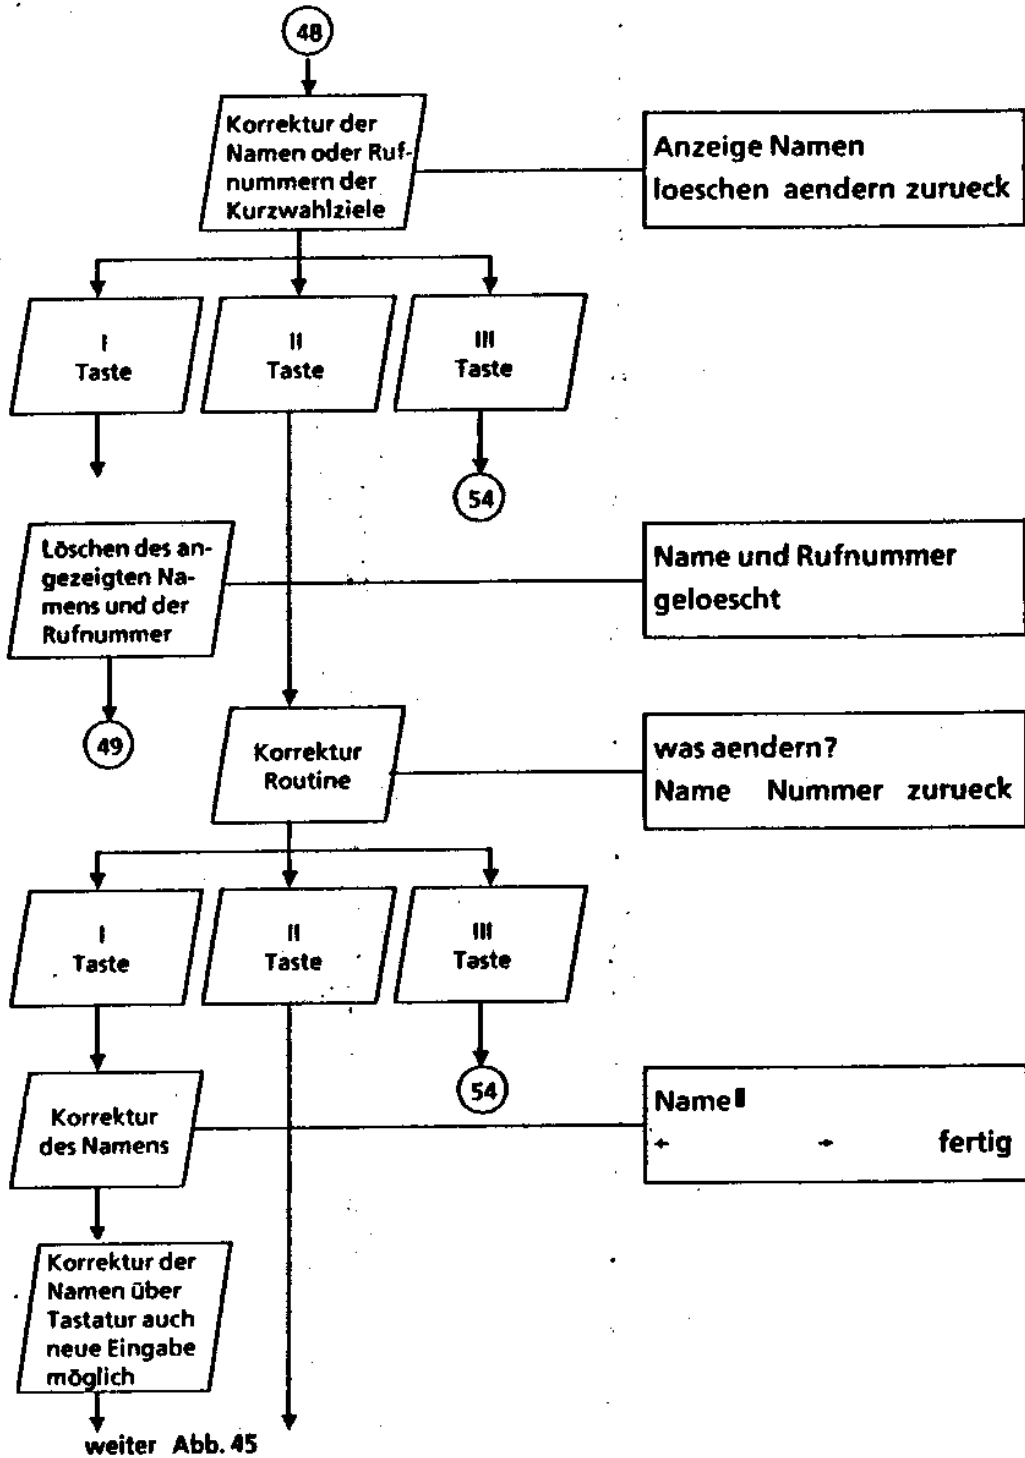 48
Korrektur der
Namen oder Ruf-
nummern der
Kurzwahlziele
Anzeige Namen
loeschen aendern zurueck
I
Taste
II
Taste
III
Taste
54
Löschen des an-
gezeigten Na-
mens und der
Rufnummer
Name und Rufnummer
geloescht
49
Korrektur
Routine
was aendern?
Name Nummer zurueck
I
Taste
II
Taste
III
Taste
54
Korrektur
des Namens
Name
← → fertig
Korrektur der
Namen über
Tastatur auch
neue Eingabe
möglich
weiter Abb. 45